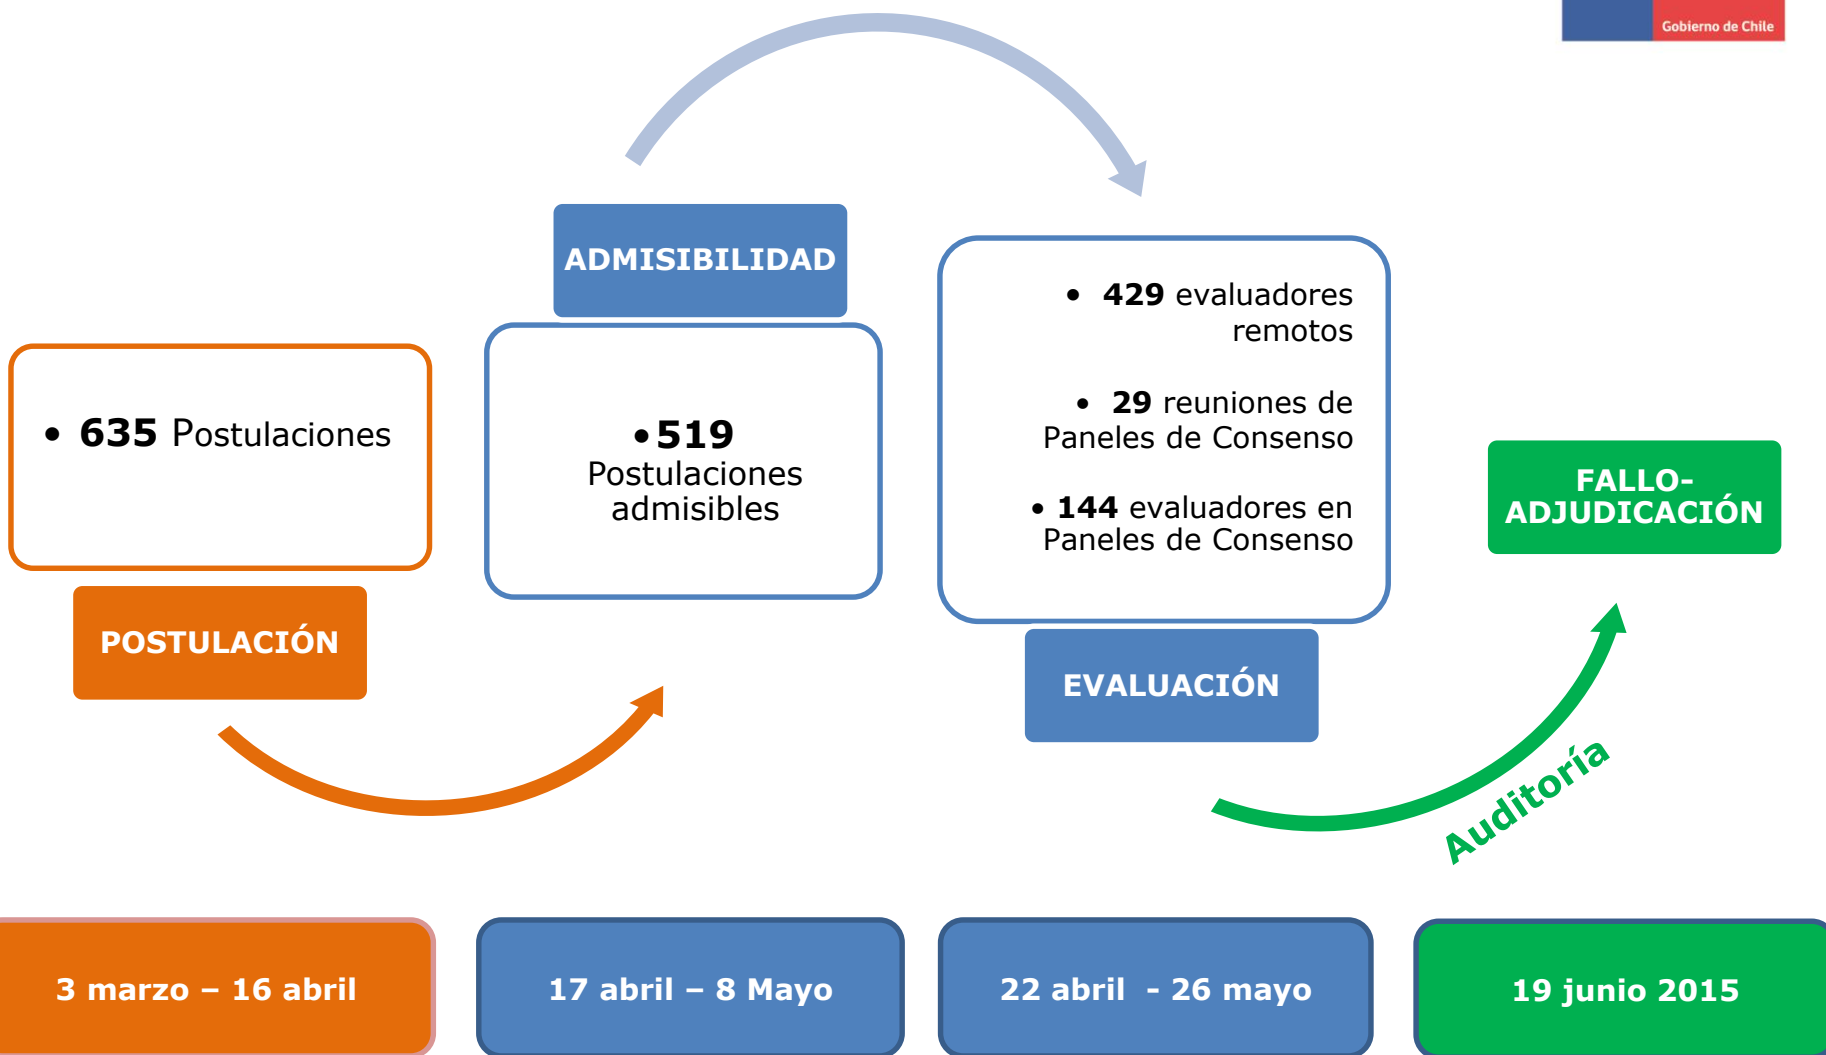 Gobierno de Chile
• 635 Postulaciones
POSTULACIÓN
ADMISIBILIDAD
•519
Postulaciones
admisibles
• 429 evaluadores
remotos
• 29 reuniones de
Paneles de Consenso
• 144 evaluadores en
Paneles de Consenso
EVALUACIÓN
FALLO-
ADJUDICACIÓN
Auditoría
3 marzo – 16 abril
17 abril – 8 Mayo
22 abril - 26 mayo
19 junio 2015